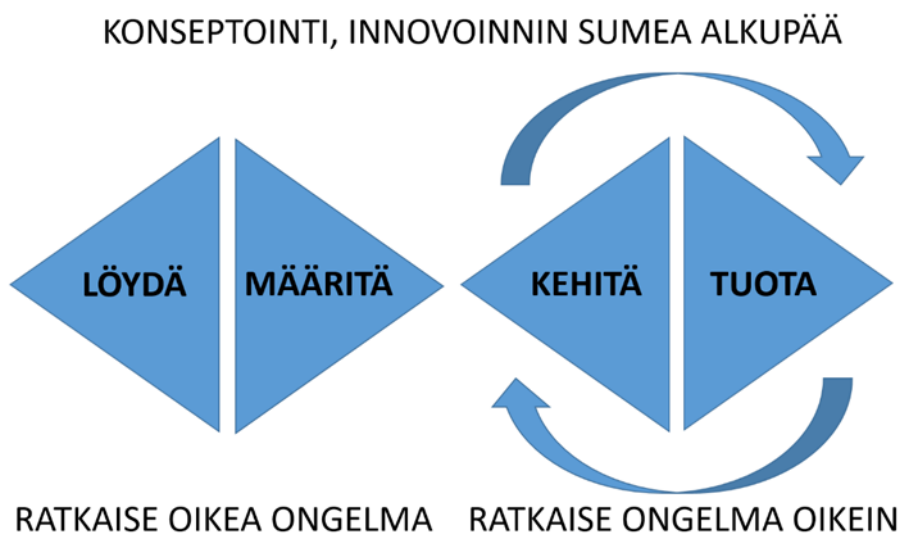 KONSEPTOINTI, INNOVOINNIN SUMEA ALKUPÄÄ
LÖYDÄ
MÄÄRITÄ
KEHITÄ
TUOTA
RATKAISE OIKEA ONGELMA
RATKAISE ONGELMA OIKEIN